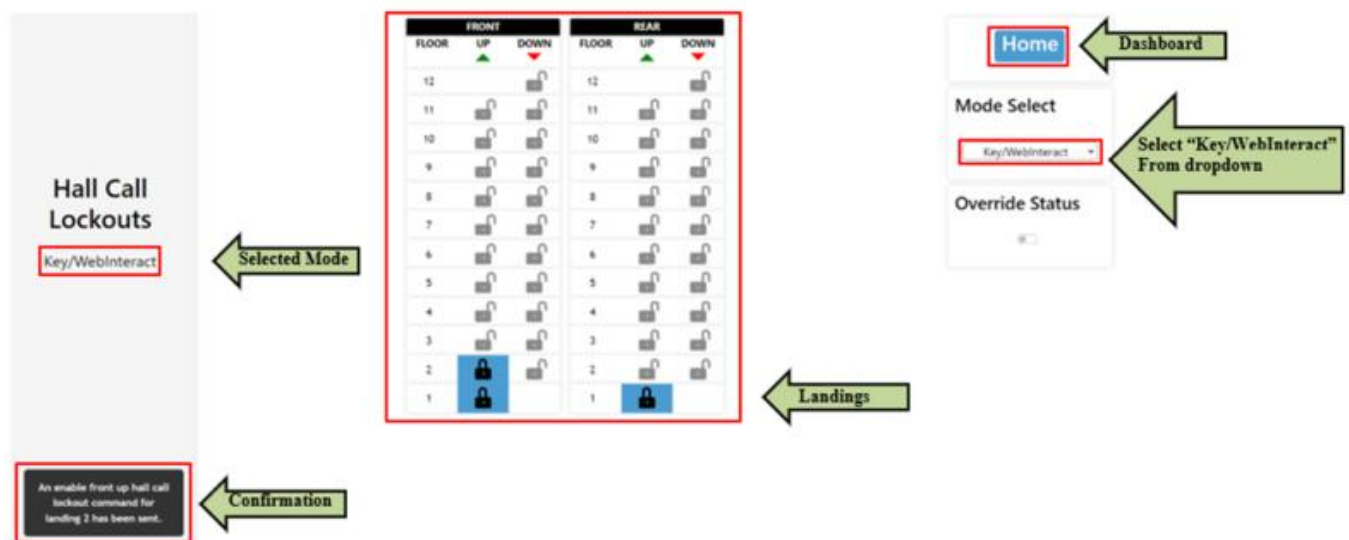 Hall Call
Lockouts
Key/WebInteract
Selected Mode
An enable front up hall call
lockout command for
landing 2 has been sent.
Confirmation
FRONT REAR
FLOOR UP DOWN FLOOR UP DOWN
12 12
11 11
10 10
9 9
8 8
7 7
6 6
5 5
4 4
3 3
2 2
1 1
Landings
Home
Dashboard
Mode Select
Key/WebInteract
Select “Key/WebInteract”
From dropdown
Override Status